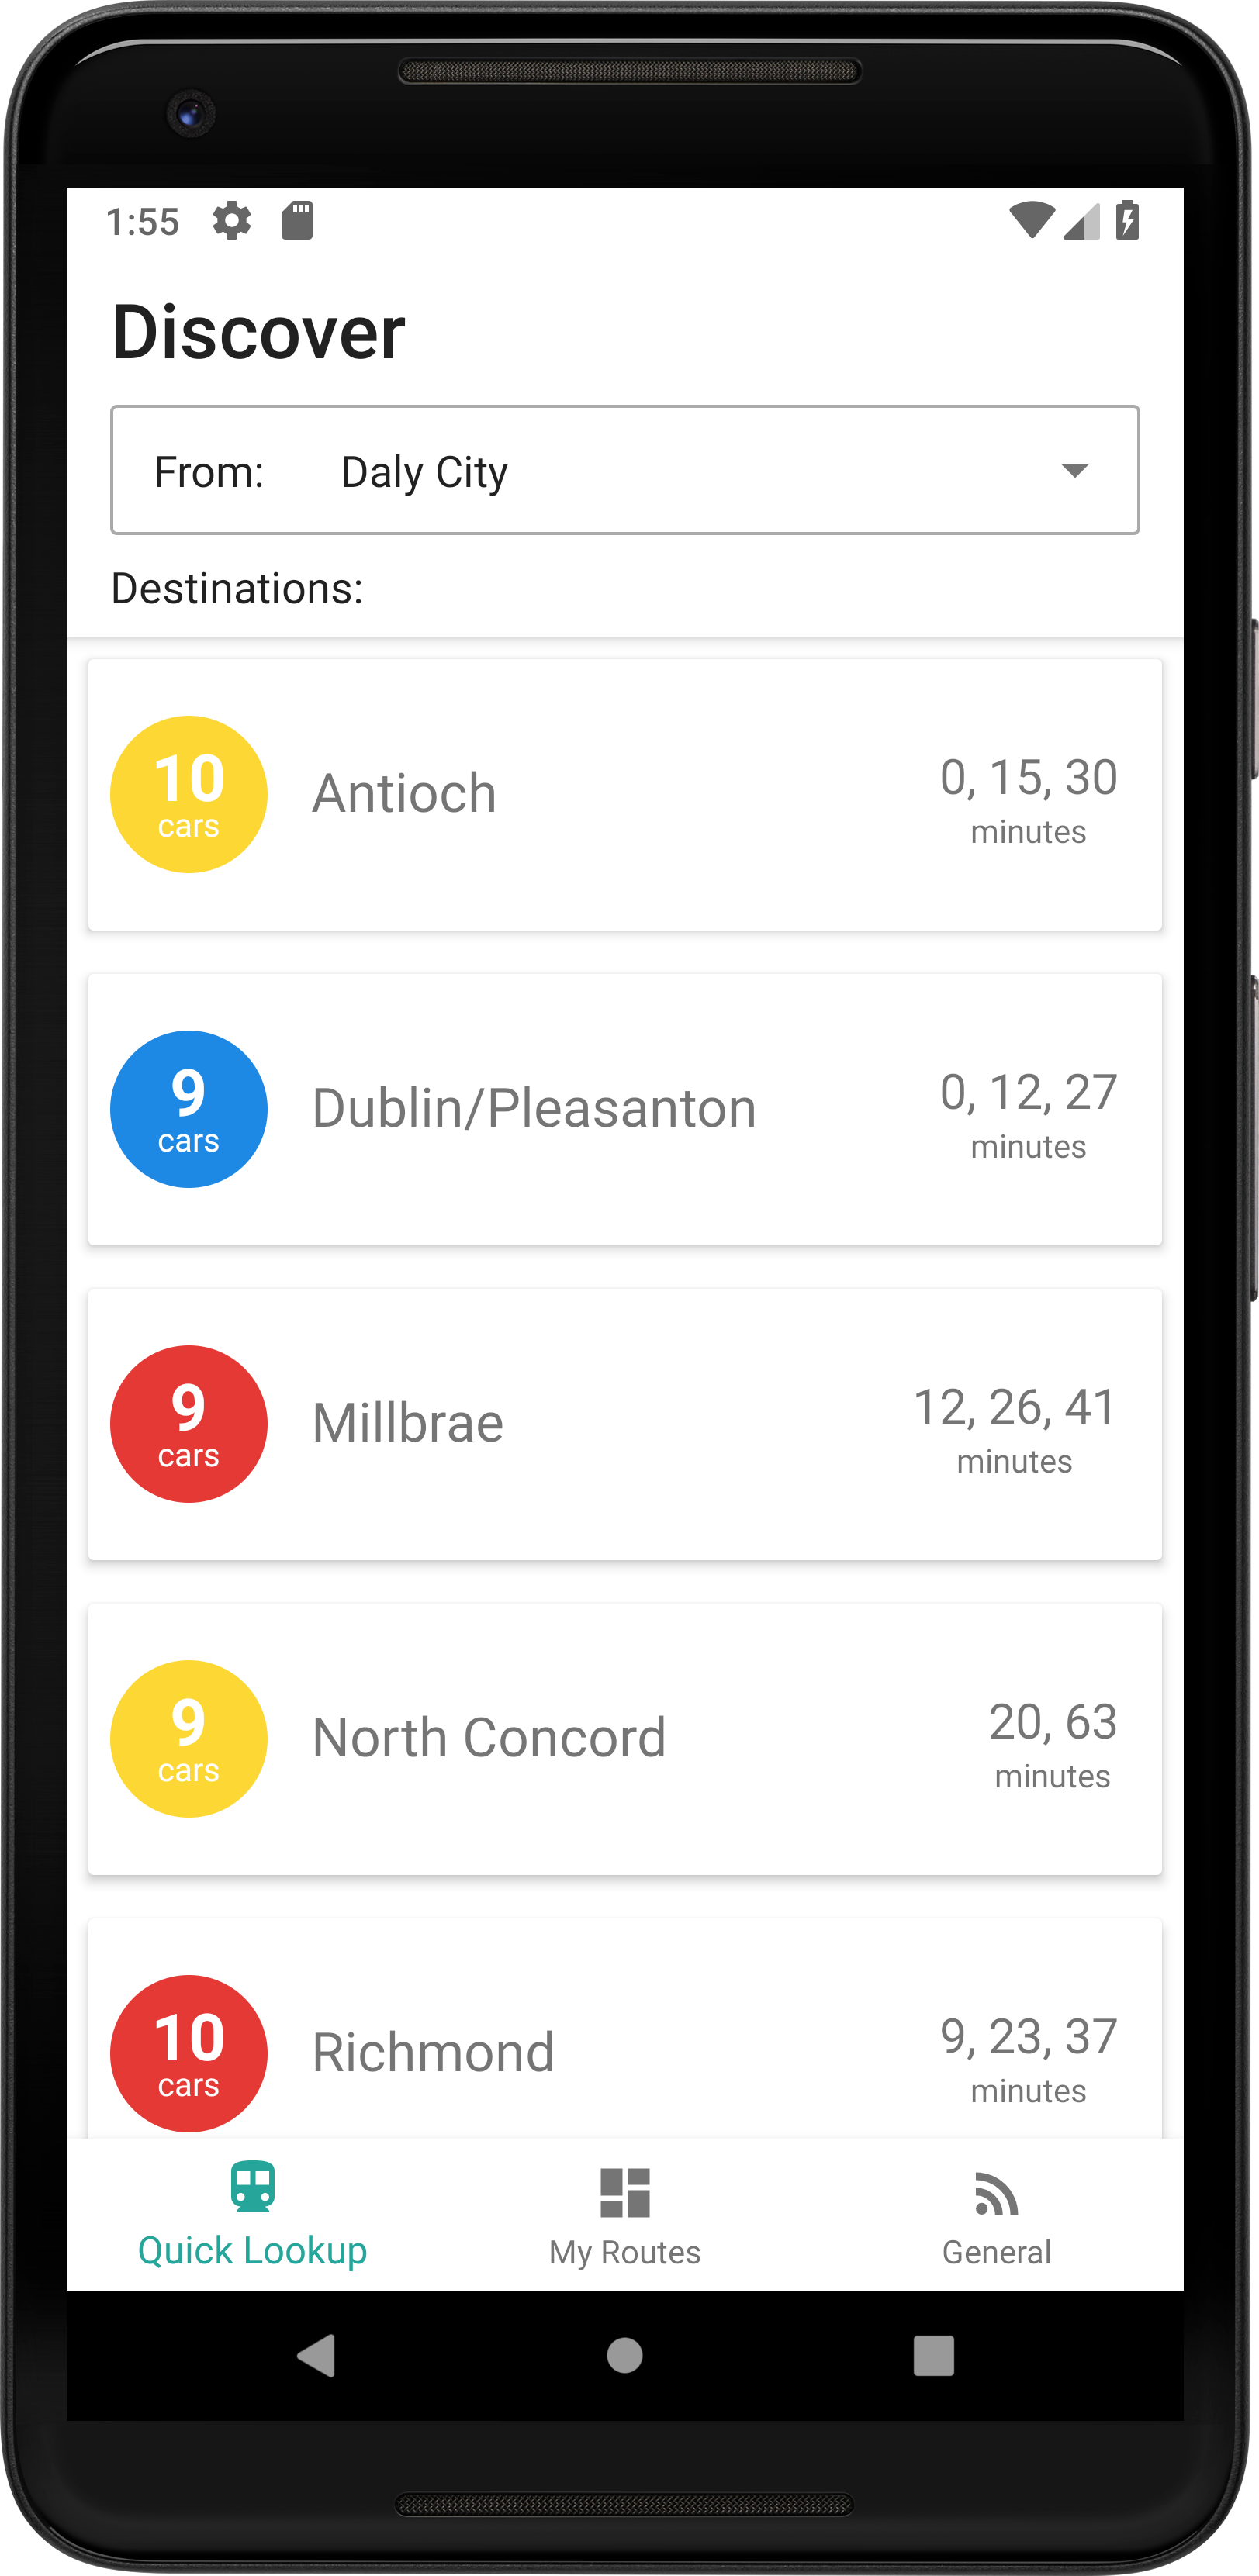 1:55
Discover
From: Daly City
Destinations:
10
cars
Antioch
0, 15, 30
minutes
9
cars
Dublin/Pleasanton
0, 12, 27
minutes
9
cars
Millbrae
12, 26, 41
minutes
9
cars
North Concord
20, 63
minutes
10
cars
Richmond
9, 23, 37
minutes
Quick Lookup
My Routes
General